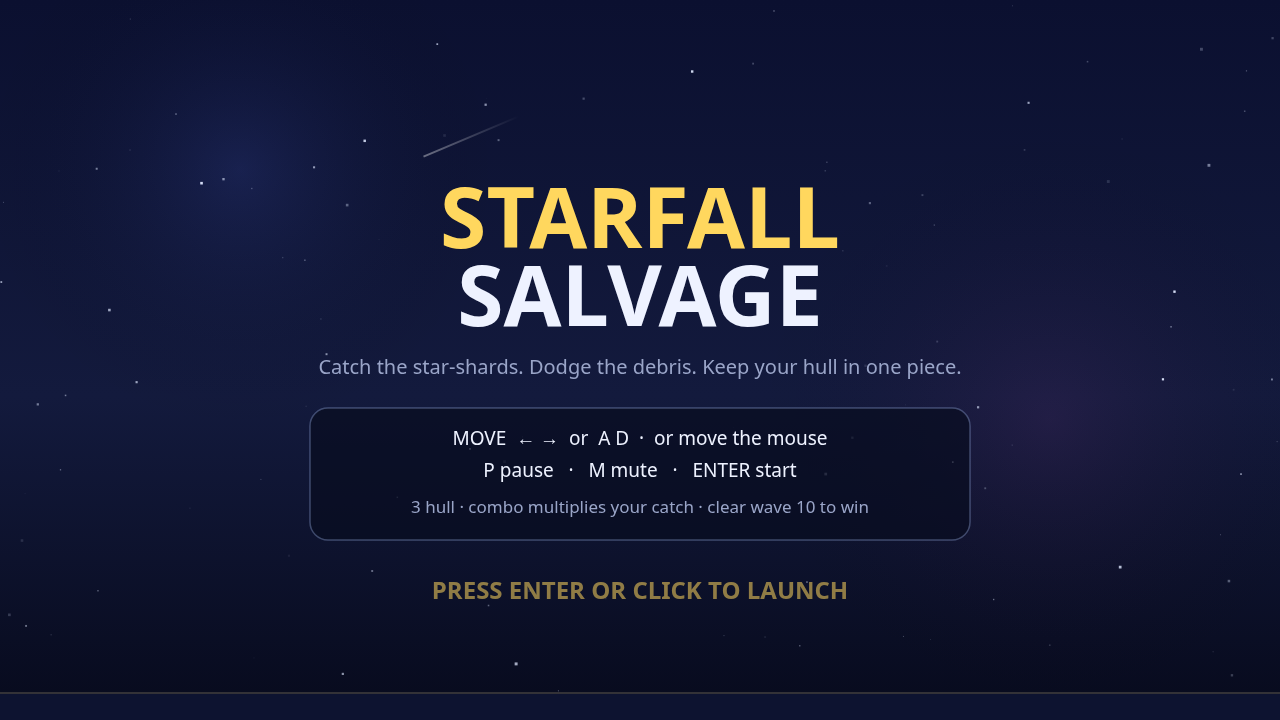 STARFALL
SALVAGE
Catch the star-shards. Dodge the debris. Keep your hull in one piece.
MOVE ← → or A D · or move the mouse
P pause · M mute · ENTER start
3 hull · combo multiplies your catch · clear wave 10 to win
PRESS ENTER OR CLICK TO LAUNCH